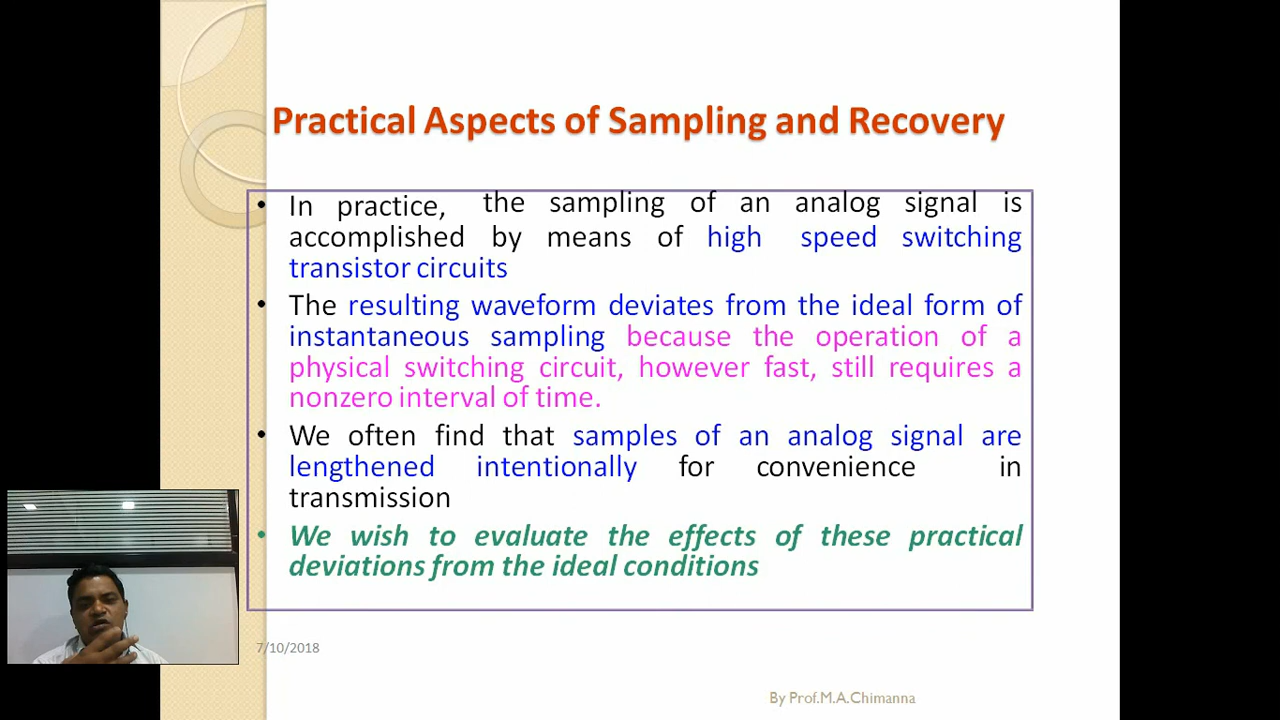 Practical Aspects of Sampling and Recovery
• In practice, the sampling of an analog signal is
accomplished by means of high speed switching
transistor circuits
• The resulting waveform deviates from the ideal form of
instantaneous sampling because the operation of a
physical switching circuit, however fast, still requires a
nonzero interval of time.
• We often find that samples of an analog signal are
lengthened intentionally for convenience in
transmission
• We wish to evaluate the effects of these practical
deviations from the ideal conditions
7/10/2018
By Prof.M.A.Chimanna